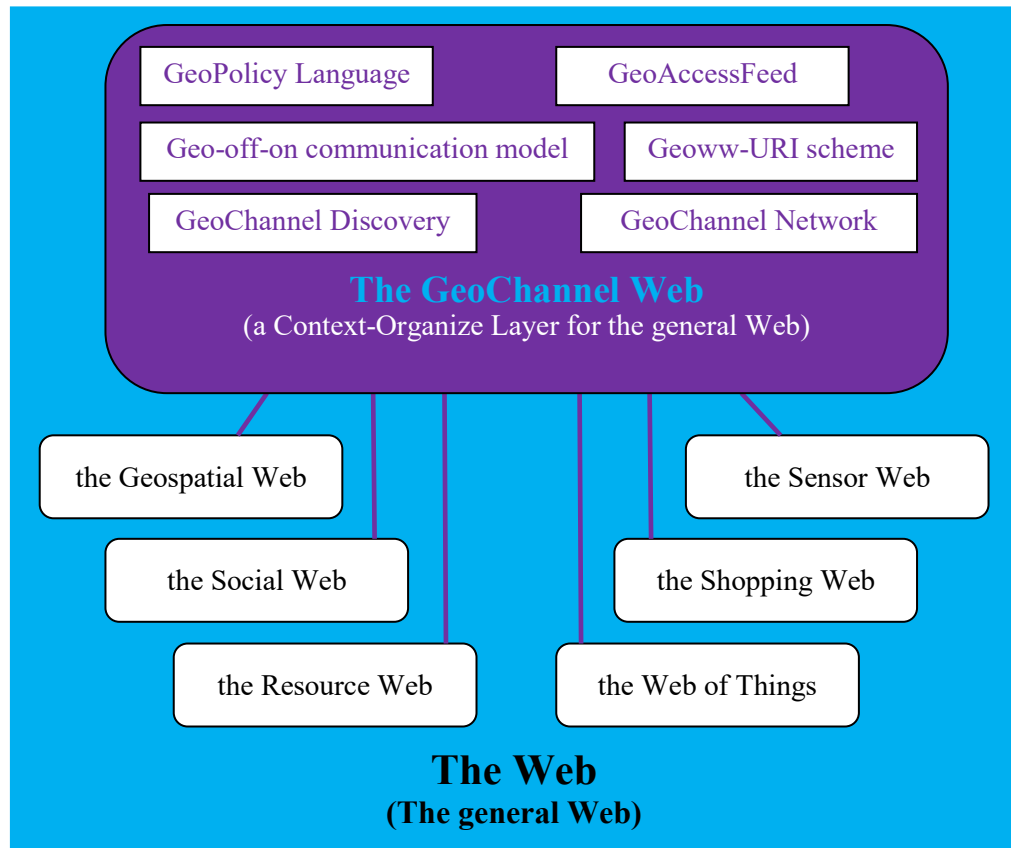 GeoPolicy Language
GeoAccessFeed
Geo-off-on communication model
Geoww-URI scheme
GeoChannel Discovery
GeoChannel Network
The GeoChannel Web
(a Context-Organize Layer for the general Web)
the Geospatial Web
the Sensor Web
the Social Web
the Shopping Web
the Resource Web
the Web of Things
The Web
(The general Web)